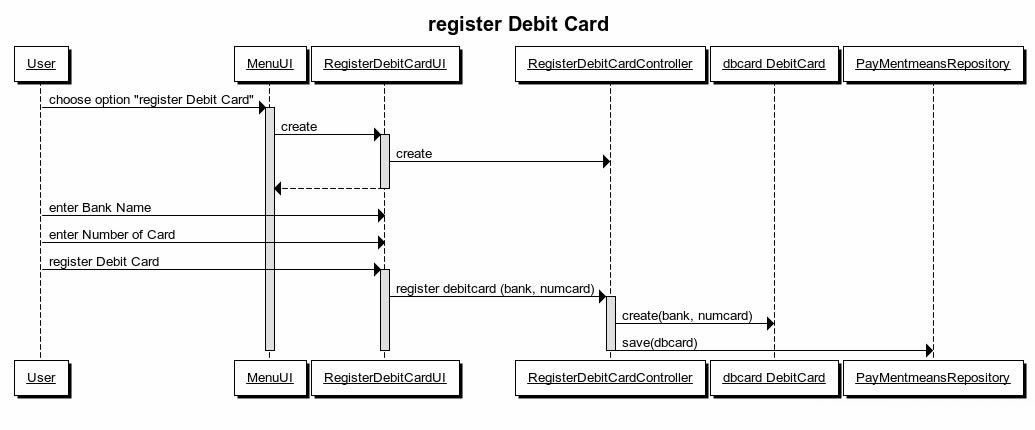 register Debit Card
User
MenuUI
RegisterDebitCardUI
RegisterDebitCardController
dbcard DebitCard
PayMentmeansRepository
choose option "register Debit Card"
create
create
enter Bank Name
enter Number of Card
register Debit Card
register debitcard (bank, numcard)
create(bank, numcard)
save(dbcard)
User
MenuUI
RegisterDebitCardUI
RegisterDebitCardController
dbcard DebitCard
PayMentmeansRepository